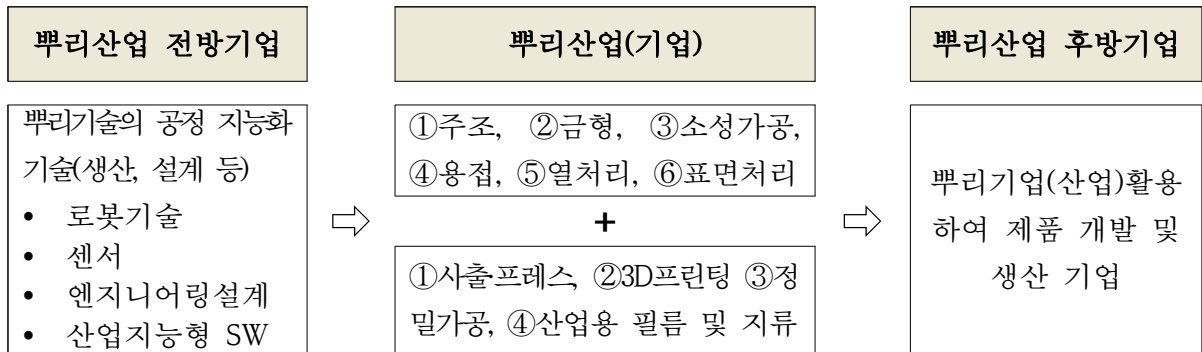 뿌리산업 전방기업
뿌리기술의 공정 지능화
기술(생산, 설계 등)
• 로봇기술
• 센서
• 엔지니어링설계
• 산업지능형 SW
⇨
뿌리산업(기업)
①주조, ②금형, ③소성가공,
④용접, ⑤열처리, ⑥표면처리
+
①사출·프레스, ②3D프린팅 ③정
밀가공, ④산업용 필름 및 지류
⇨
뿌리산업 후방기업
뿌리기업(산업)활용
하여 제품 개발 및
생산 기업